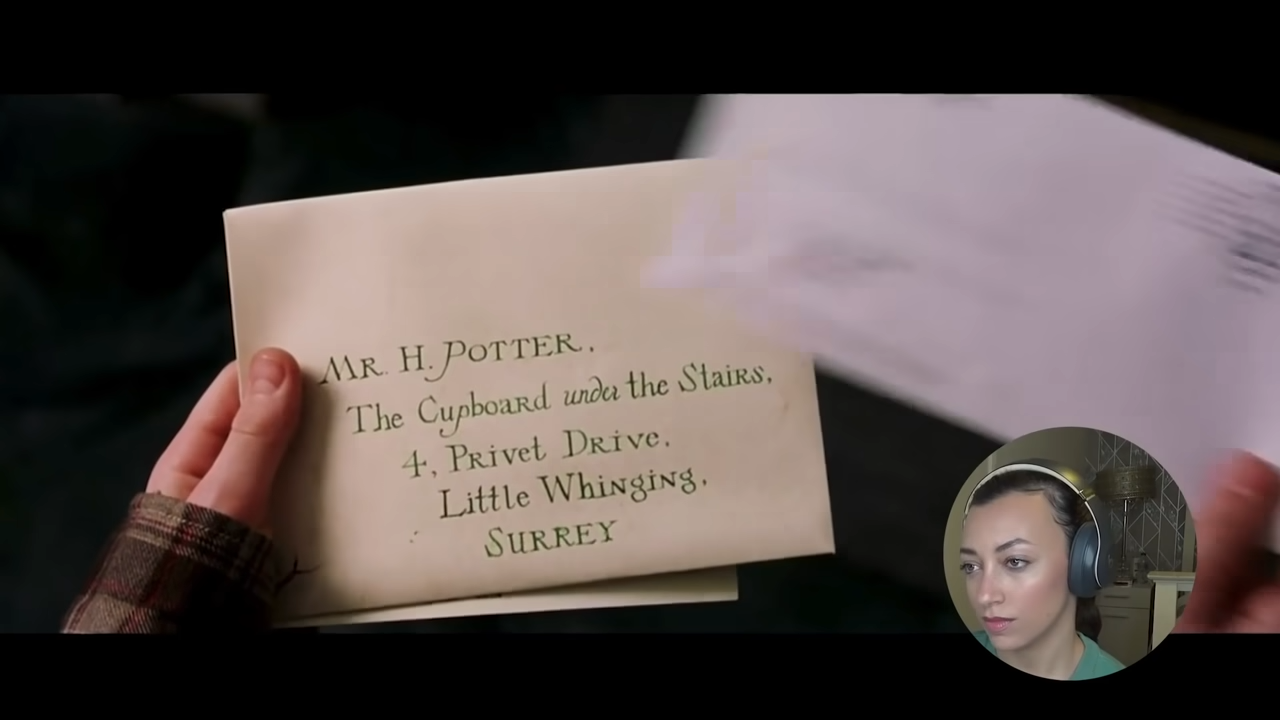 Mr. H. Potter,
The Cupboard under the Stairs,
4, Privet Drive,
Little Whinging,
Surrey